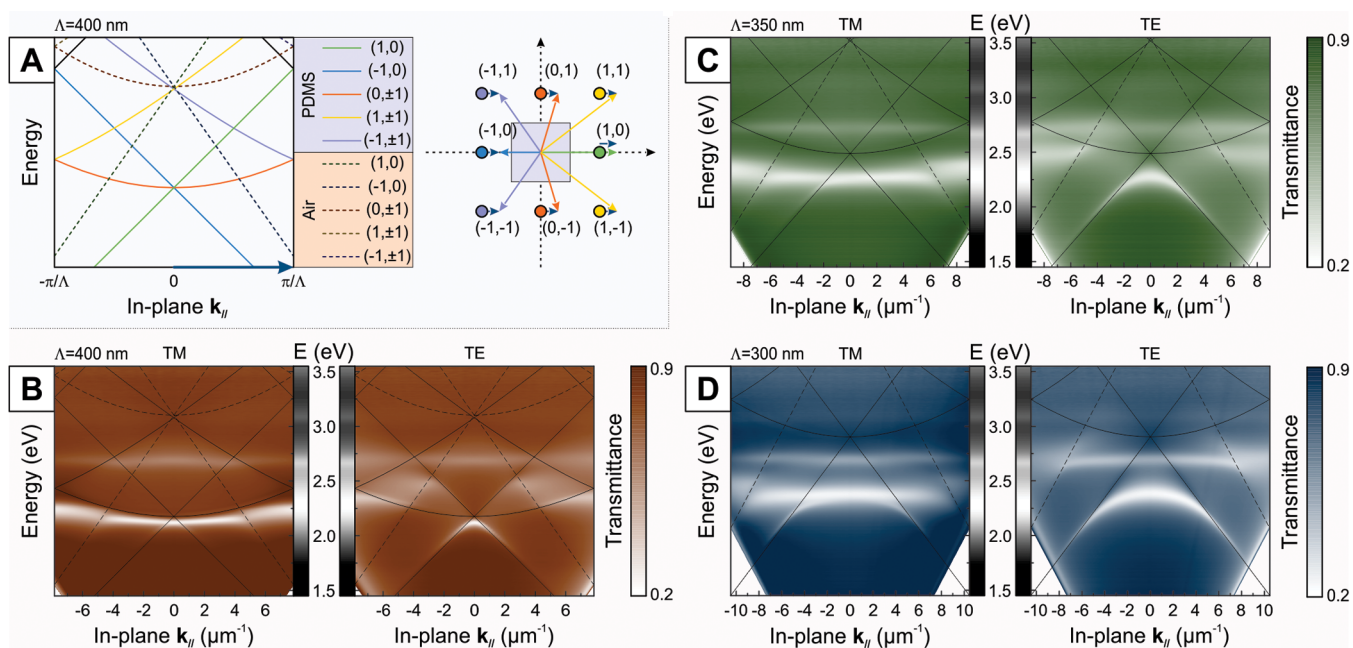 Λ=400 nm
A
Energy
-π/Λ 0 π/Λ
In-plane k//
PDMS
(1,0)
(-1,0)
(0,±1)
(1,±1)
(-1,±1)
Air
(1,0)
(-1,0)
(0,±1)
(1,±1)
(-1,±1)
(-1,1) (0,1) (1,1)
(-1,0) (1,0)
(-1,-1) (0,-1) (1,-1)
Λ=400 nm TM E (eV) TE
B
Energy (eV)
3.5
3.0
2.5
2.0
1.5
-6 -4 -2 0 2 4 6
-6 -4 -2 0 2 4 6
In-plane k// (µm-1)
In-plane k// (µm-1)
0.9
Transmittance
0.2
Λ=350 nm TM E (eV) TE
C
Energy (eV)
3.5
3.0
2.5
2.0
1.5
-8 -6 -4 -2 0 2 4 6 8
-8 -6 -4 -2 0 2 4 6 8
In-plane k// (µm-1)
In-plane k// (µm-1)
0.9
Transmittance
0.2
Λ=300 nm TM E (eV) TE
D
Energy (eV)
3.5
3.0
2.5
2.0
1.5
-10 -8 -6 -4 -2 0 2 4 6 8 10
-10 -8 -6 -4 -2 0 2 4 6 8 10
In-plane k// (µm-1)
In-plane k// (µm-1)
0.9
Transmittance
0.2